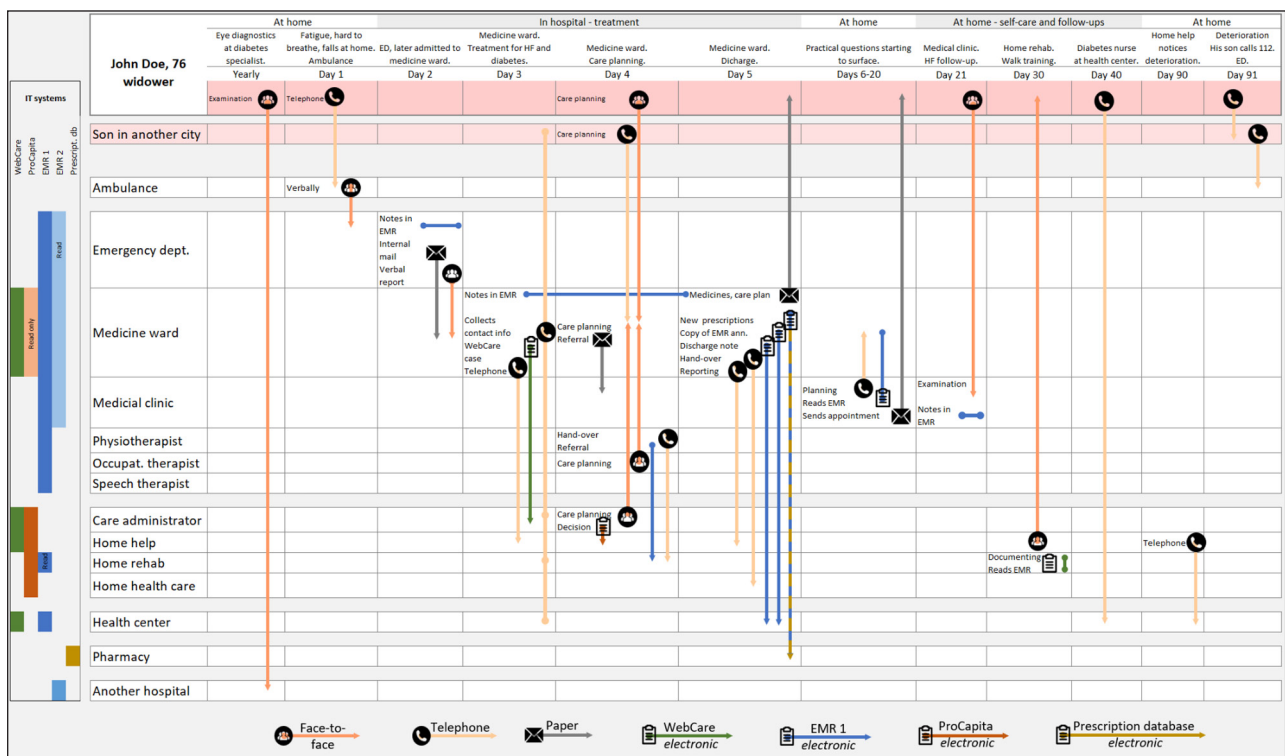 At home
In hospital - treatment
At home
At home - self-care and follow-ups
At home
John Doe, 76
widower
Eye diagnostics
at diabetes
specialist.
Yearly
Fatigue, hard to
breathe, falls at home.
Ambulance
Day 1
ED, later admitted to
medicine ward.
Day 2
Medicine ward.
Treatment for HF and
diabetes.
Day 3
Medicine ward.
Care planning.
Day 4
Medicine ward.
Dicharge.
Day 5
Practical questions starting
to surface.
Days 6-20
Medical clinic.
HF follow-up.
Day 21
Home rehab.
Walk training.
Day 30
Diabetes nurse
at health center.
Day 40
Home help
notices
deterioration.
Day 90
Deterioration
His son calls 112.
ED.
Day 91
IT systems
WebCare
ProCapita
EMR 1
EMR 2
Prescript. db
Examination
Telephone
Care planning
Son in another city
Care planning
Ambulance
Verbally
Emergency dept.
Read
Notes in
EMR
Internal
mail
Verbal
report
Medicine ward
Read only
Notes in EMR
Collects
contact info
WebCare
case
Telephone
Care planning
Referral
Medicines, care plan
New prescriptions
Copy of EMR ann.
Discharge note
Hand-over
Reporting
Medical clinic
Planning
Reads EMR
Sends appointment
Examination
Notes in
EMR
Physiotherapist
Hand-over
Referral
Occupat. therapist
Care planning
Speech therapist
Care administrator
Care planning
Decision
Home help
Telephone
Home rehab
Read
Documenting
Reads EMR
Home health care
Health center
Pharmacy
Another hospital
Face-to-
face
Telephone
Paper
WebCare
electronic
EMR 1
electronic
ProCapita
electronic
Prescription database
electronic